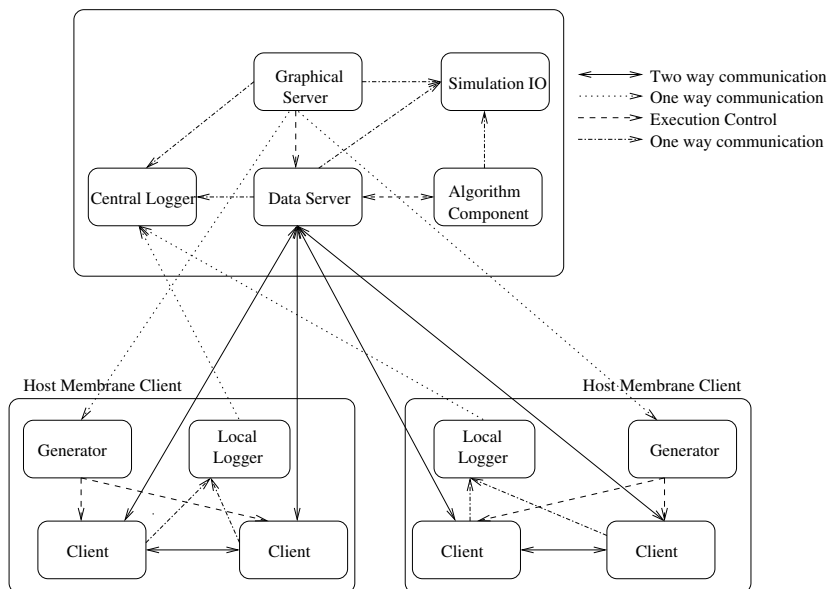 Graphical
Server
Simulation IO
Two way communication
One way communication
Execution Control
One way communication
Central Logger
Data Server
Algorithm
Component
Host Membrane Client
Host Membrane Client
Generator
Local
Logger
Local
Logger
Generator
Client
Client
Client
Client